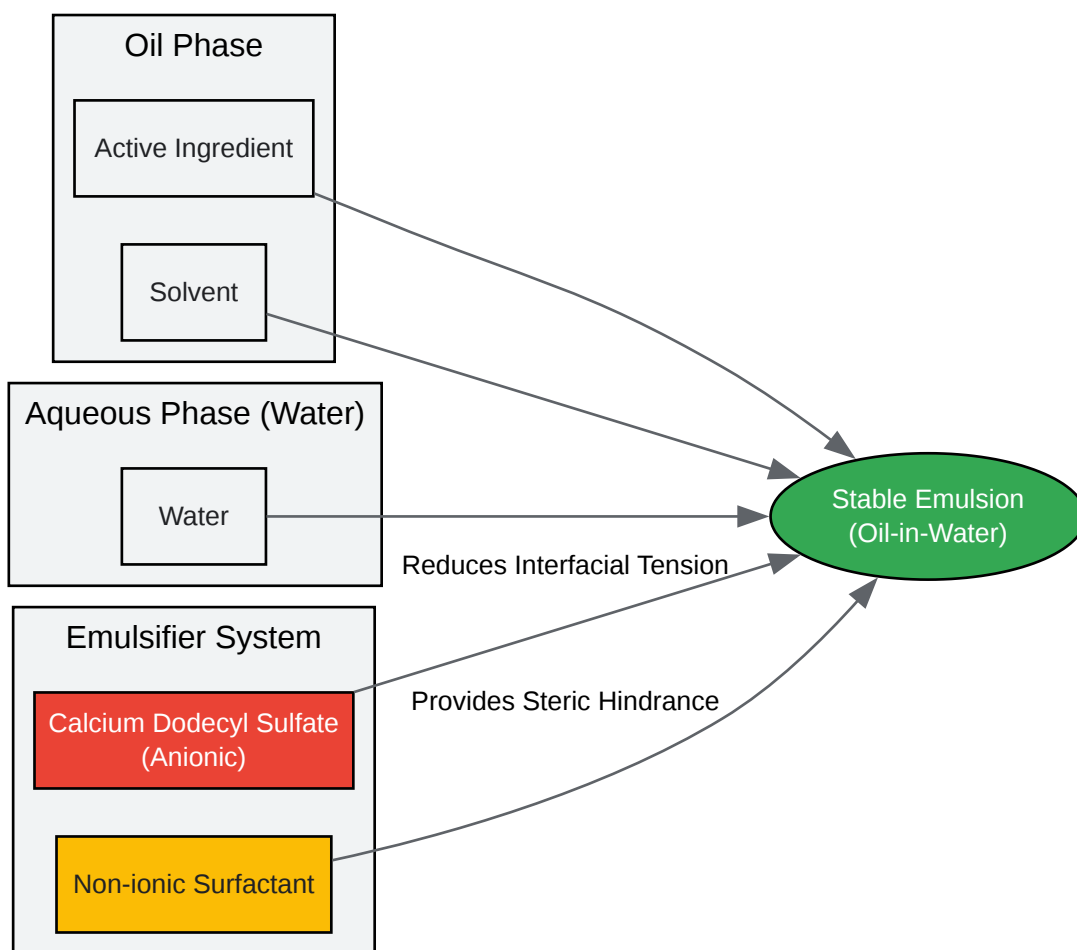 Oil Phase
Active Ingredient
Solvent
Aqueous Phase (Water)
Water
Emulsifier System
Calcium Dodecyl Sulfate
(Anionic)
Non-ionic Surfactant
Reduces Interfacial Tension
Provides Steric Hindrance
Stable Emulsion
(Oil-in-Water)